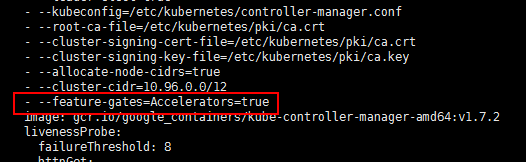 - --kubeconfig=/etc/kubernetes/controller-manager.conf
- --root-ca-file=/etc/kubernetes/pki/ca.crt
- --cluster-signing-cert-file=/etc/kubernetes/pki/ca.crt
- --cluster-signing-key-file=/etc/kubernetes/pki/ca.key
- --allocate-node-cidrs=true
- --cluster-cidr=10.96.0.0/12
- --feature-gates=Accelerators=true
image: gcr.io/google_containers/kube-controller-manager-amd64:v1.7.2
livenessProbe:
failureThreshold: 8
httpGet: